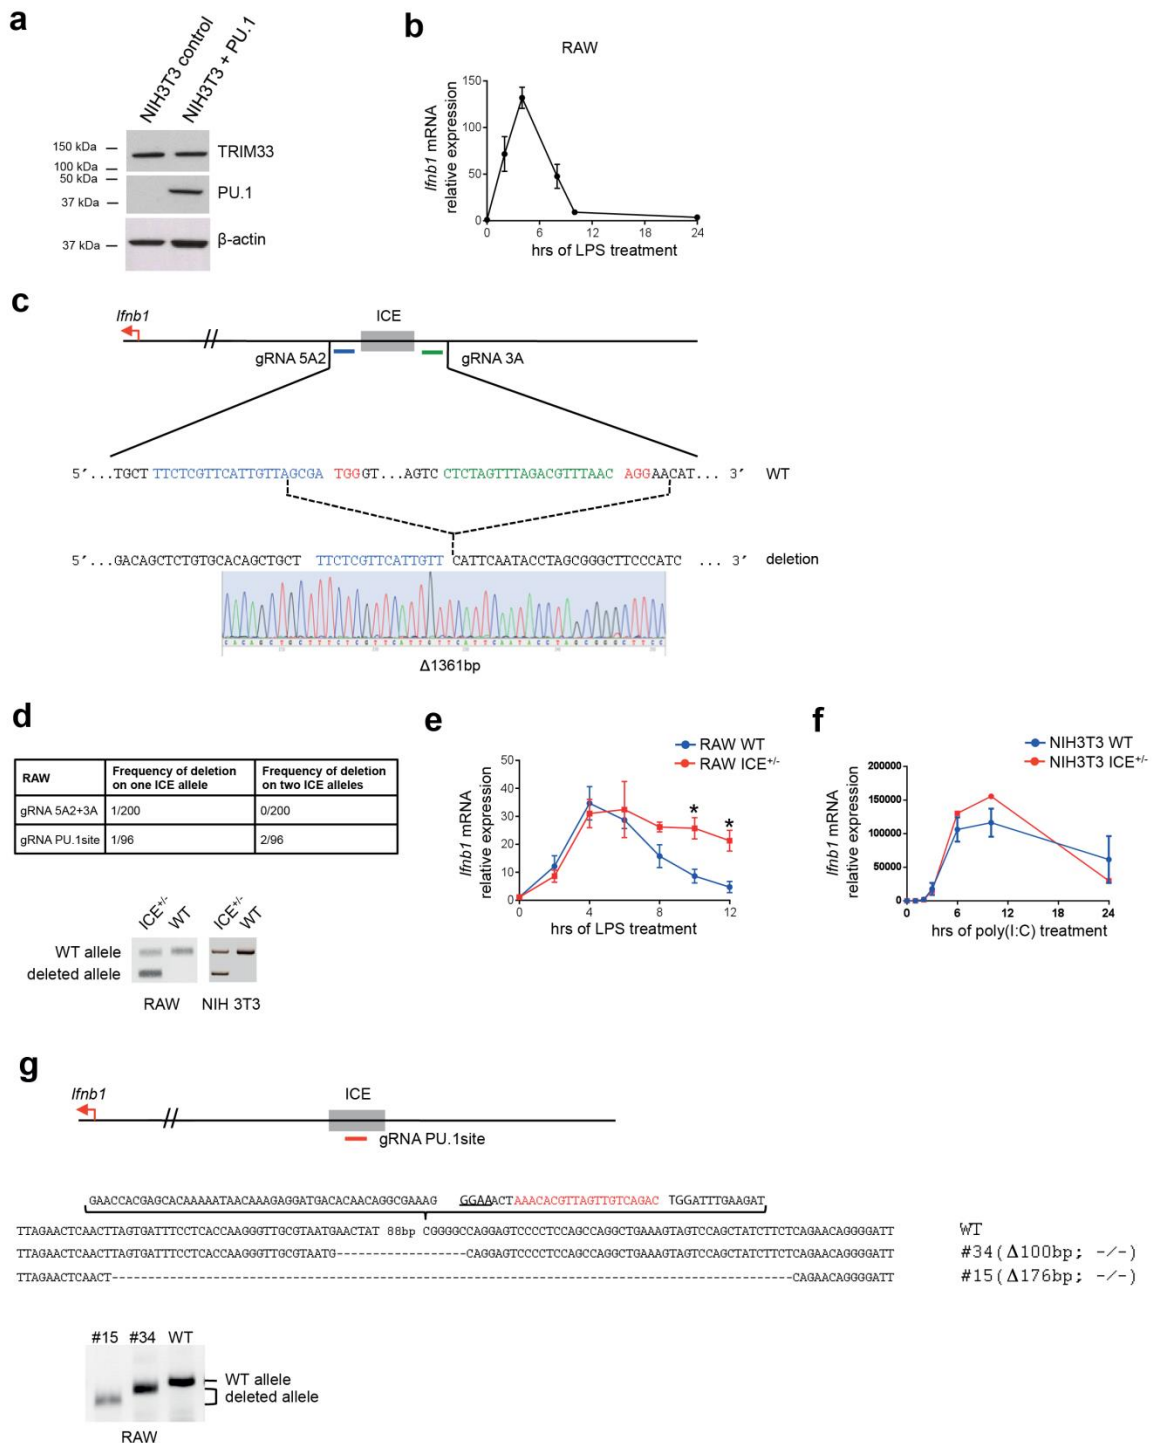 a
NIH3T3 control
NIH3T3 + PU.1
150 kDa
100 kDa
50 kDa
37 kDa
37 kDa
TRIM33
PU.1
β-actin
b
RAW
Ifnb1 mRNA
relative expression
150
100
50
0
0 6 12 18 24
hrs of LPS treatment
c
Ifnb1
ICE
gRNA 5A2
gRNA 3A
5′ ...TGCT TTCTCGTTCATTGTTAGCGA TGGGT...AGTCC CTCTAGTTTAGACGTTTAAC AGGAACAT... 3′ WT
5′ ...GACAGCTCTGTGCACAGCTGCT TTCTCGTTCATTGTT CATTCAATACCTAGCGGGCTTCCCATC ... 3′ deletion
Δ1361bp
d
RAW
Frequency of deletion on one ICE allele
Frequency of deletion on two ICE alleles
gRNA 5A2+3A 1/200 0/200
gRNA PU.1site 1/96 2/96
ICE+/- WT ICE+/- WT
WT allele
deleted allele
RAW NIH 3T3
e
RAW WT
RAW ICE+/-
Ifnb1 mRNA
relative expression
50
40
30
20
10
0
* *
0 4 8 12
hrs of LPS treatment
f
NIH3T3 WT
NIH3T3 ICE+/-
Ifnb1 mRNA
relative expression
200000
150000
100000
50000
0
0 6 12 18 24
hrs of poly(I:C) treatment
g
Ifnb1
ICE
gRNA PU.1site
GAACCACGAGCACAAAAATAACAAAGAGGATGACACAACAGGCGAAAG GGAAACTAAACACGTTAGTTGTCAGAC TGGATTTGAAGAT
TTAGAACTCAACTTAGTGATTTCCTCACCAAGGGTTGCGTAATGAACTAT 88bp CGGGGCCAGGAGTCCCCTCCAGCCAGGCTGAAAGTAGTCCAGCTATCTTCTCAGAACAGGGGATT WT
TTAGAACTCAACTTAGTGATTTCCTCACCAAGGGTTGCGTAATG----------------CAGGAGTCCCCTCCAGCCAGGCTGAAAGTAGTCCAGCTATCTTCTCAGAACAGGGGATT #34(Δ100bp; -/-)
TTAGAACTCAACT--------------------------------------------------------------------------------------CAGAACAGGGGATT #15(Δ176bp; -/-)
#15 #34 WT
WT allele
deleted allele
RAW